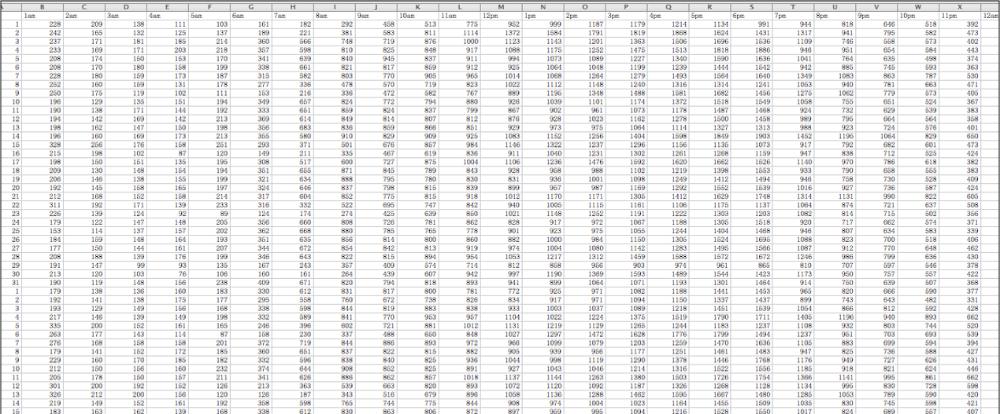 B C D E F G H I J K L M N O P Q R S T U V W X
1am 2am 3am 4am 5am 6am 7am 8am 9am 10am 11am 12pm 1pm 2pm 3pm 4pm 5pm 6pm 7pm 8pm 9pm 10pm 11pm 12am
1 228 209 138 111 103 161 182 292 458 513 775 952 999 1187 1179 1214 1134 991 944 818 646 518 392
2 242 165 132 125 137 189 221 381 583 811 1114 1372 1584 1791 1819 1868 1624 1431 1317 941 795 582 473
3 237 171 181 185 214 360 566 748 719 876 1000 1123 1143 1201 1363 1506 1696 1536 1109 746 558 573 402
4 233 169 171 203 218 357 598 810 825 848 917 1088 1175 1252 1475 1513 1818 1886 946 951 654 584 443
5 208 174 150 153 170 341 639 840 945 837 911 994 1073 1089 1227 1340 1590 1636 1041 764 635 498 374
6 208 170 180 158 199 338 661 821 817 859 912 925 1064 1048 1199 1239 1444 1542 942 885 745 593 363
7 228 180 159 173 187 315 582 803 770 905 965 1014 1068 1264 1279 1493 1564 1640 1349 1083 863 787 530
8 252 160 159 131 178 277 336 478 570 719 823 1022 1112 1148 1240 1316 1314 1241 1053 940 781 663 471
9 250 175 119 102 111 153 216 336 472 582 767 889 1195 1348 1488 1581 1682 1456 1275 1062 779 573 405
10 196 129 135 151 194 349 657 824 772 794 880 926 1039 1101 1174 1372 1518 1549 1058 755 651 524 367
11 190 138 171 144 192 333 651 859 824 837 799 867 902 961 1073 1178 1487 1468 924 732 629 539 383
12 194 142 169 142 213 369 614 849 814 807 812 876 928 1023 1162 1278 1500 1458 989 795 664 564 358
13 198 162 147 150 198 356 683 836 859 866 851 929 973 975 1064 1114 1327 1313 988 923 724 576 401
14 196 160 169 173 213 355 580 910 829 909 925 1083 1152 1256 1404 1598 1849 1903 1452 1195 1064 829 650
15 328 256 176 158 251 293 371 501 676 857 984 1146 1322 1237 1296 1156 1135 1073 917 792 682 601 473
16 215 198 102 87 120 149 211 335 467 619 836 911 1040 1231 1302 1261 1268 1159 947 838 712 525 424
17 198 150 151 135 195 308 517 600 727 875 1004 1106 1236 1476 1592 1620 1662 1526 1140 970 786 618 382
18 209 130 148 154 194 351 655 871 845 789 843 928 958 988 1102 1219 1398 1553 933 790 658 555 383
19 206 146 138 155 199 321 634 888 795 780 830 831 936 1001 1098 1249 1412 1494 946 758 730 528 409
20 192 145 158 165 197 324 646 837 798 815 839 899 957 987 1169 1292 1552 1539 1016 927 736 587 424
21 212 168 152 158 214 317 604 852 775 815 918 1012 1170 1171 1305 1412 1629 1748 1314 1131 990 822 605
22 311 192 171 139 233 316 332 522 695 747 842 940 1005 1115 1161 1106 1175 1137 1064 874 721 637 508
23 226 139 124 92 89 124 174 274 425 639 850 1021 1148 1252 1191 1222 1303 1203 1082 814 715 502 356
24 179 122 147 148 205 356 660 808 726 781 862 828 917 972 1067 1188 1305 1518 920 717 662 574 371
25 153 114 137 157 202 362 668 880 785 765 778 901 923 975 1055 1244 1404 1468 946 807 634 583 339
26 184 159 148 164 193 351 635 856 814 800 860 882 1000 984 1150 1305 1524 1695 1088 823 700 518 406
27 177 150 144 161 207 344 672 854 842 813 919 974 1004 1080 1142 1283 1495 1566 1087 912 770 648 462
28 208 188 139 176 199 346 643 822 815 894 954 1053 1217 1312 1459 1588 1572 1672 1246 986 799 636 430
29 191 147 99 93 135 167 243 357 409 574 714 812 858 956 903 974 961 865 810 707 597 546 378
30 213 120 103 76 106 160 161 264 439 607 942 997 1190 1369 1593 1489 1544 1423 1173 950 757 557 422
31 190 119 148 156 238 409 671 820 794 818 893 941 899 1064 1071 1193 1301 1464 914 750 639 507 368
1 179 138 136 160 183 330 612 831 817 800 781 772 925 971 1082 1188 1441 1453 965 820 666 590 377
2 192 141 138 175 177 295 558 760 672 738 826 834 917 971 1094 1150 1337 1437 899 743 643 482 331
3 193 129 149 156 168 338 598 844 819 883 838 933 1003 1037 1089 1218 1451 1539 1054 866 812 592 428
4 217 146 139 149 198 332 589 841 770 953 957 1104 1022 1224 1375 1519 1790 1711 1405 1196 940 893 662
5 335 200 152 161 165 246 396 602 721 881 1012 1131 1219 1129 1265 1244 1183 1237 1108 932 803 744 520
6 263 177 143 114 87 158 230 337 488 650 848 1027 1297 1472 1628 1776 1799 1494 1237 951 703 693 539
7 276 168 158 158 201 372 719 844 886 893 972 966 1099 1079 1203 1259 1470 1636 1105 883 699 594 394
8 179 141 152 172 185 360 651 837 822 815 882 905 939 956 1177 1251 1461 1483 947 825 736 588 427
9 229 160 170 185 182 332 596 838 840 825 936 1044 998 1119 1290 1378 1446 1768 1176 949 727 626 431
10 212 150 156 160 232 374 644 908 852 825 891 927 1043 1046 1214 1316 1522 1556 1185 918 821 624 446
11 205 178 150 157 211 341 626 886 862 857 1018 1137 1144 1263 1380 1503 1726 1754 1366 1141 995 861 662
12 301 200 192 152 126 213 363 539 663 820 893 1072 1120 1092 1187 1326 1268 1128 1134 995 830 728 598
13 326 212 200 156 120 126 187 343 516 679 896 1058 1136 1288 1462 1595 1667 1480 1285 1053 784 649 435
14 219 149 152 161 192 358 598 765 744 775 844 908 974 1004 1023 1164 1455 1509 1035 830 745 598 421
15 183 163 162 139 168 338 612 830 863 806 872 897 959 995 1094 1216 1528 1550 1017 824 689 557 407